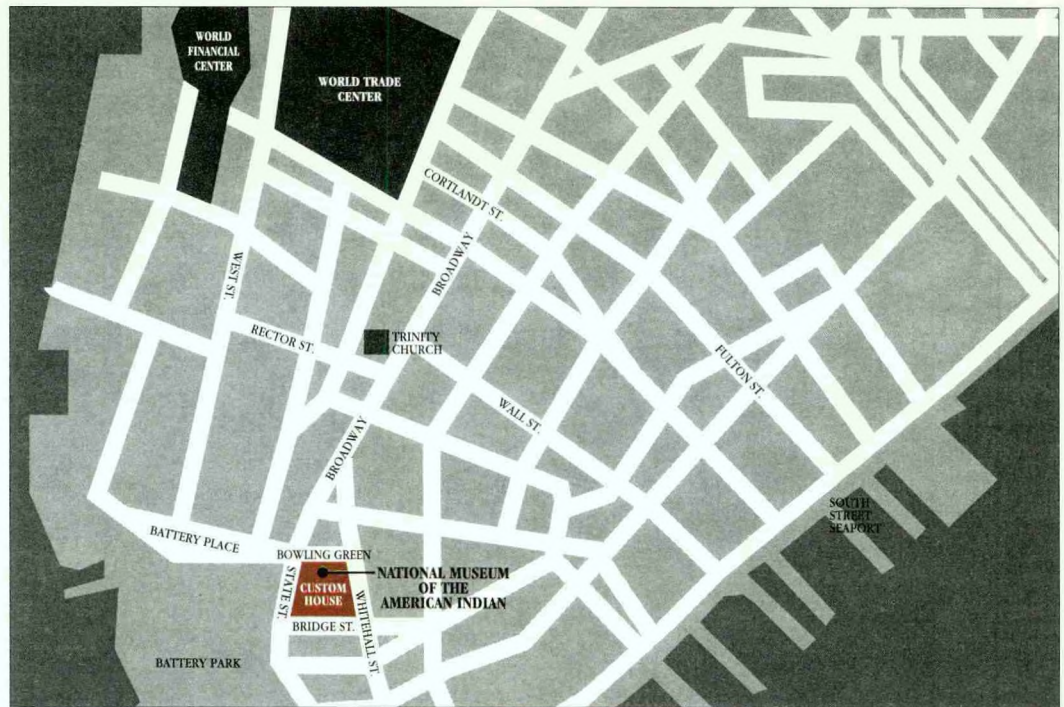 WORLD
FINANCIAL
CENTER
WORLD TRADE
CENTER
CORTLANDT ST.
BROADWAY
WEST ST.
RECTOR ST.
TRINITY
CHURCH
FULTON ST.
WALL ST.
BROADWAY
SOUTH
STREET
SEAPORT
BATTERY PLACE
BOWLING GREEN
STATE ST.
CUSTOM
HOUSE
NATIONAL MUSEUM
OF THE
AMERICAN INDIAN
WHITEHALL ST.
BRIDGE ST.
BATTERY PARK